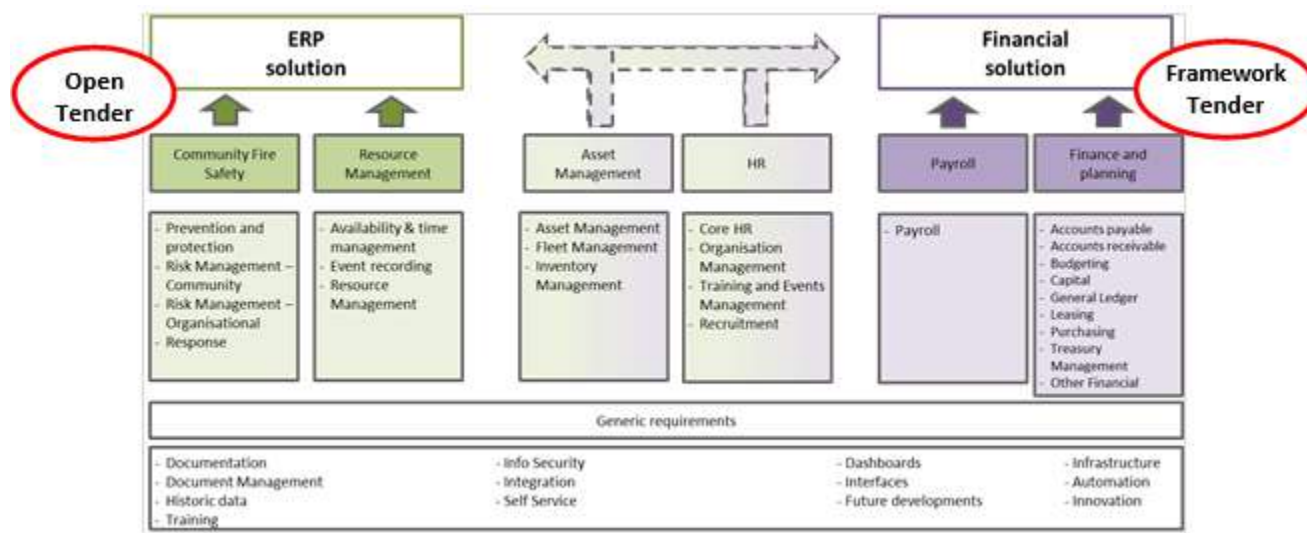 ERP
solution
Financial
solution
Open
Tender
Framework
Tender
Community Fire
Safety
Resource
Management
Asset
Management
HR
Payroll
Finance and
planning
- Prevention and
protection
- Risk Management –
Community
- Risk Management –
Organisational
- Response
- Availability & time
management
- Event recording
- Resource
Management
- Asset Management
- Fleet Management
- Inventory
Management
- Core HR
- Organisation
Management
- Training and Events
Management
- Recruitment
- Payroll
- Accounts payable
- Accounts receivable
- Budgeting
- Capital
- General Ledger
- Leasing
- Purchasing
- Treasury
Management
- Other Financial
Generic requirements
- Documentation
- Document Management
- Historic data
- Training
- Info Security
- Integration
- Self Service
- Dashboards
- Interfaces
- Future developments
- Infrastructure
- Automation
- Innovation